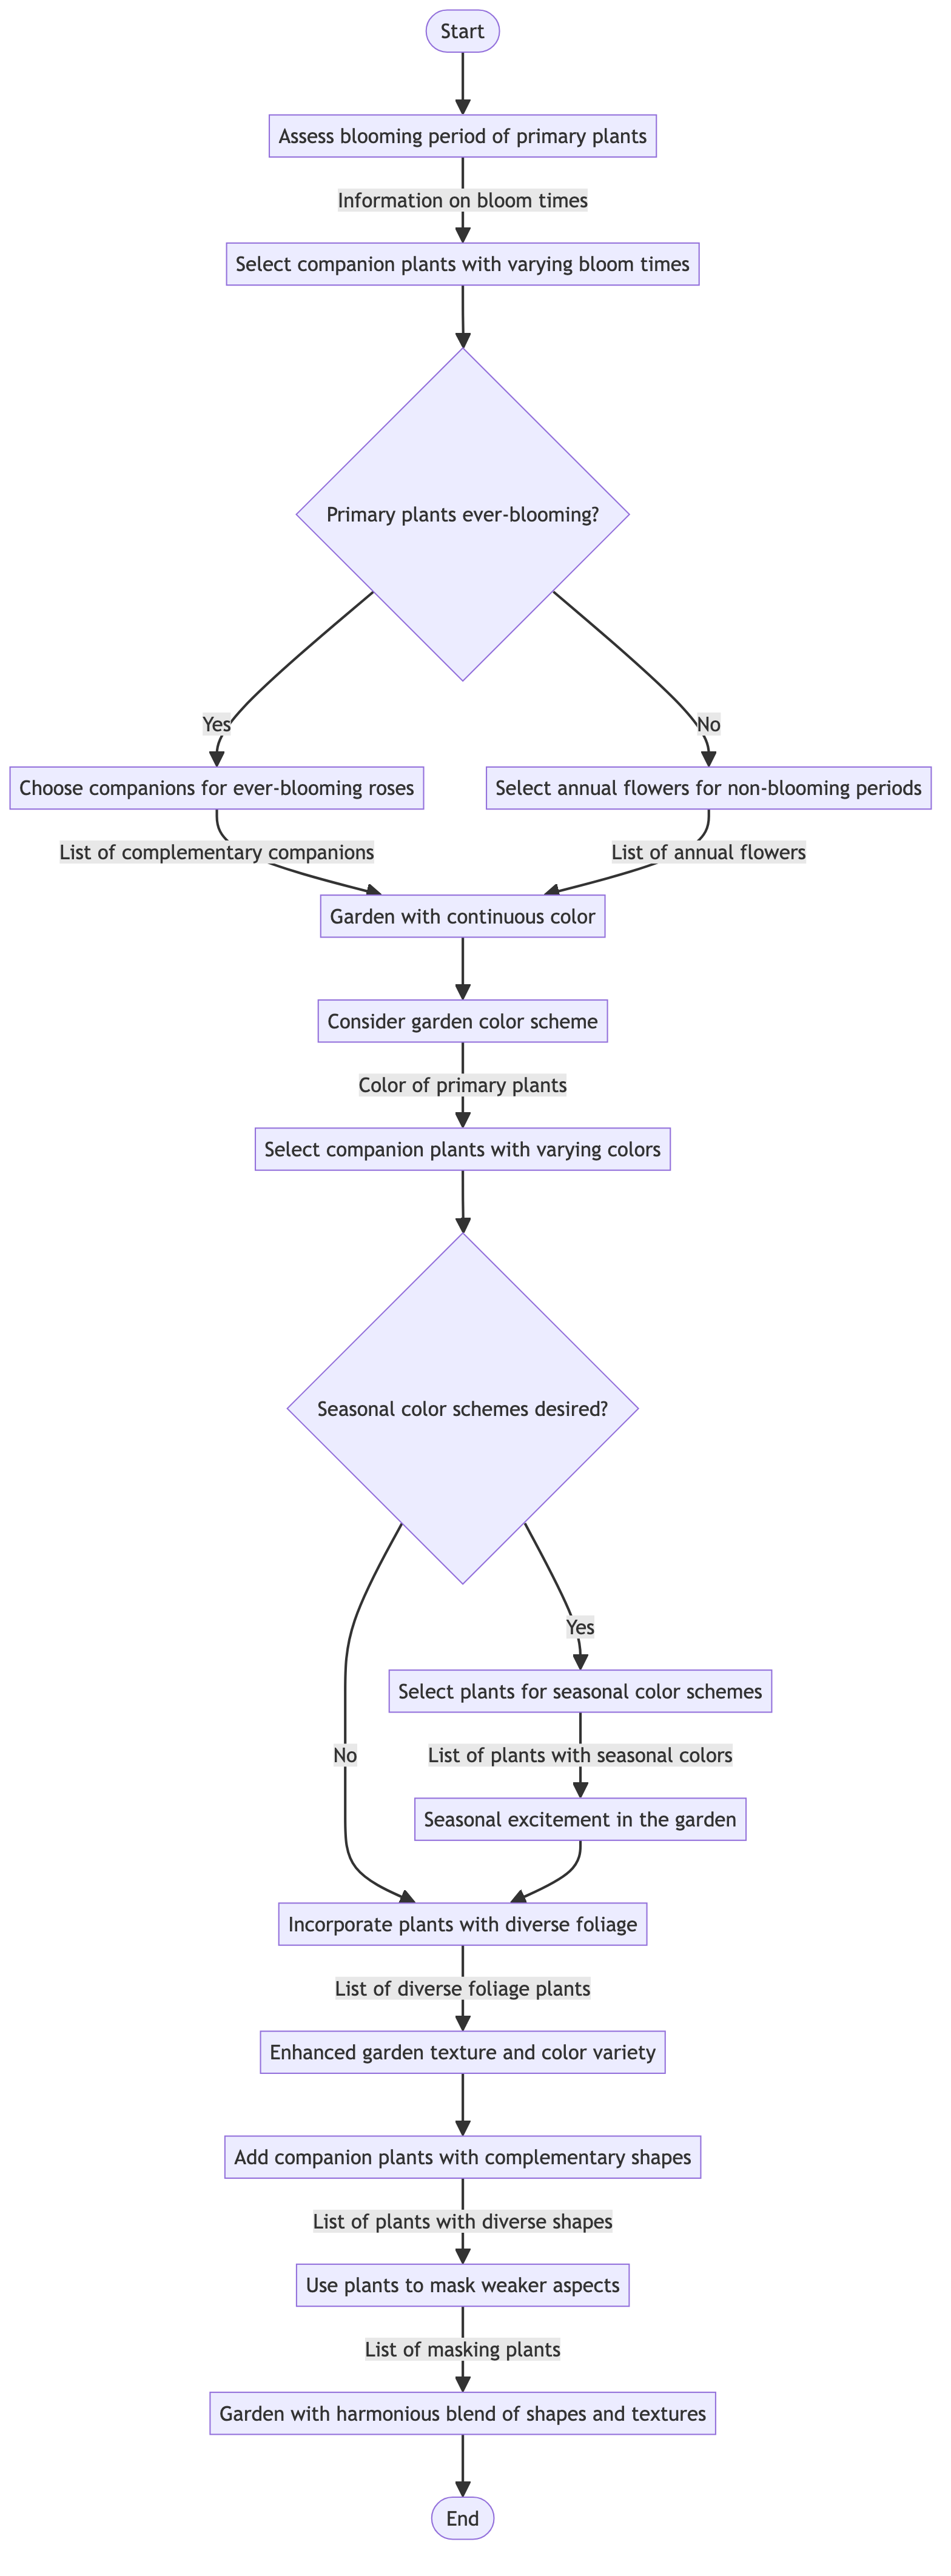 Start
Assess blooming period of primary plants
Information on bloom times
Select companion plants with varying bloom times
Primary plants ever-blooming?
Yes
No
Choose companions for ever-blooming roses
Select annual flowers for non-blooming periods
List of complementary companions
List of annual flowers
Garden with continuous color
Consider garden color scheme
Color of primary plants
Select companion plants with varying colors
Seasonal color schemes desired?
Yes
Select plants for seasonal color schemes
No
List of plants with seasonal colors
Seasonal excitement in the garden
Incorporate plants with diverse foliage
List of diverse foliage plants
Enhanced garden texture and color variety
Add companion plants with complementary shapes
List of plants with diverse shapes
Use plants to mask weaker aspects
List of masking plants
Garden with harmonious blend of shapes and textures
End